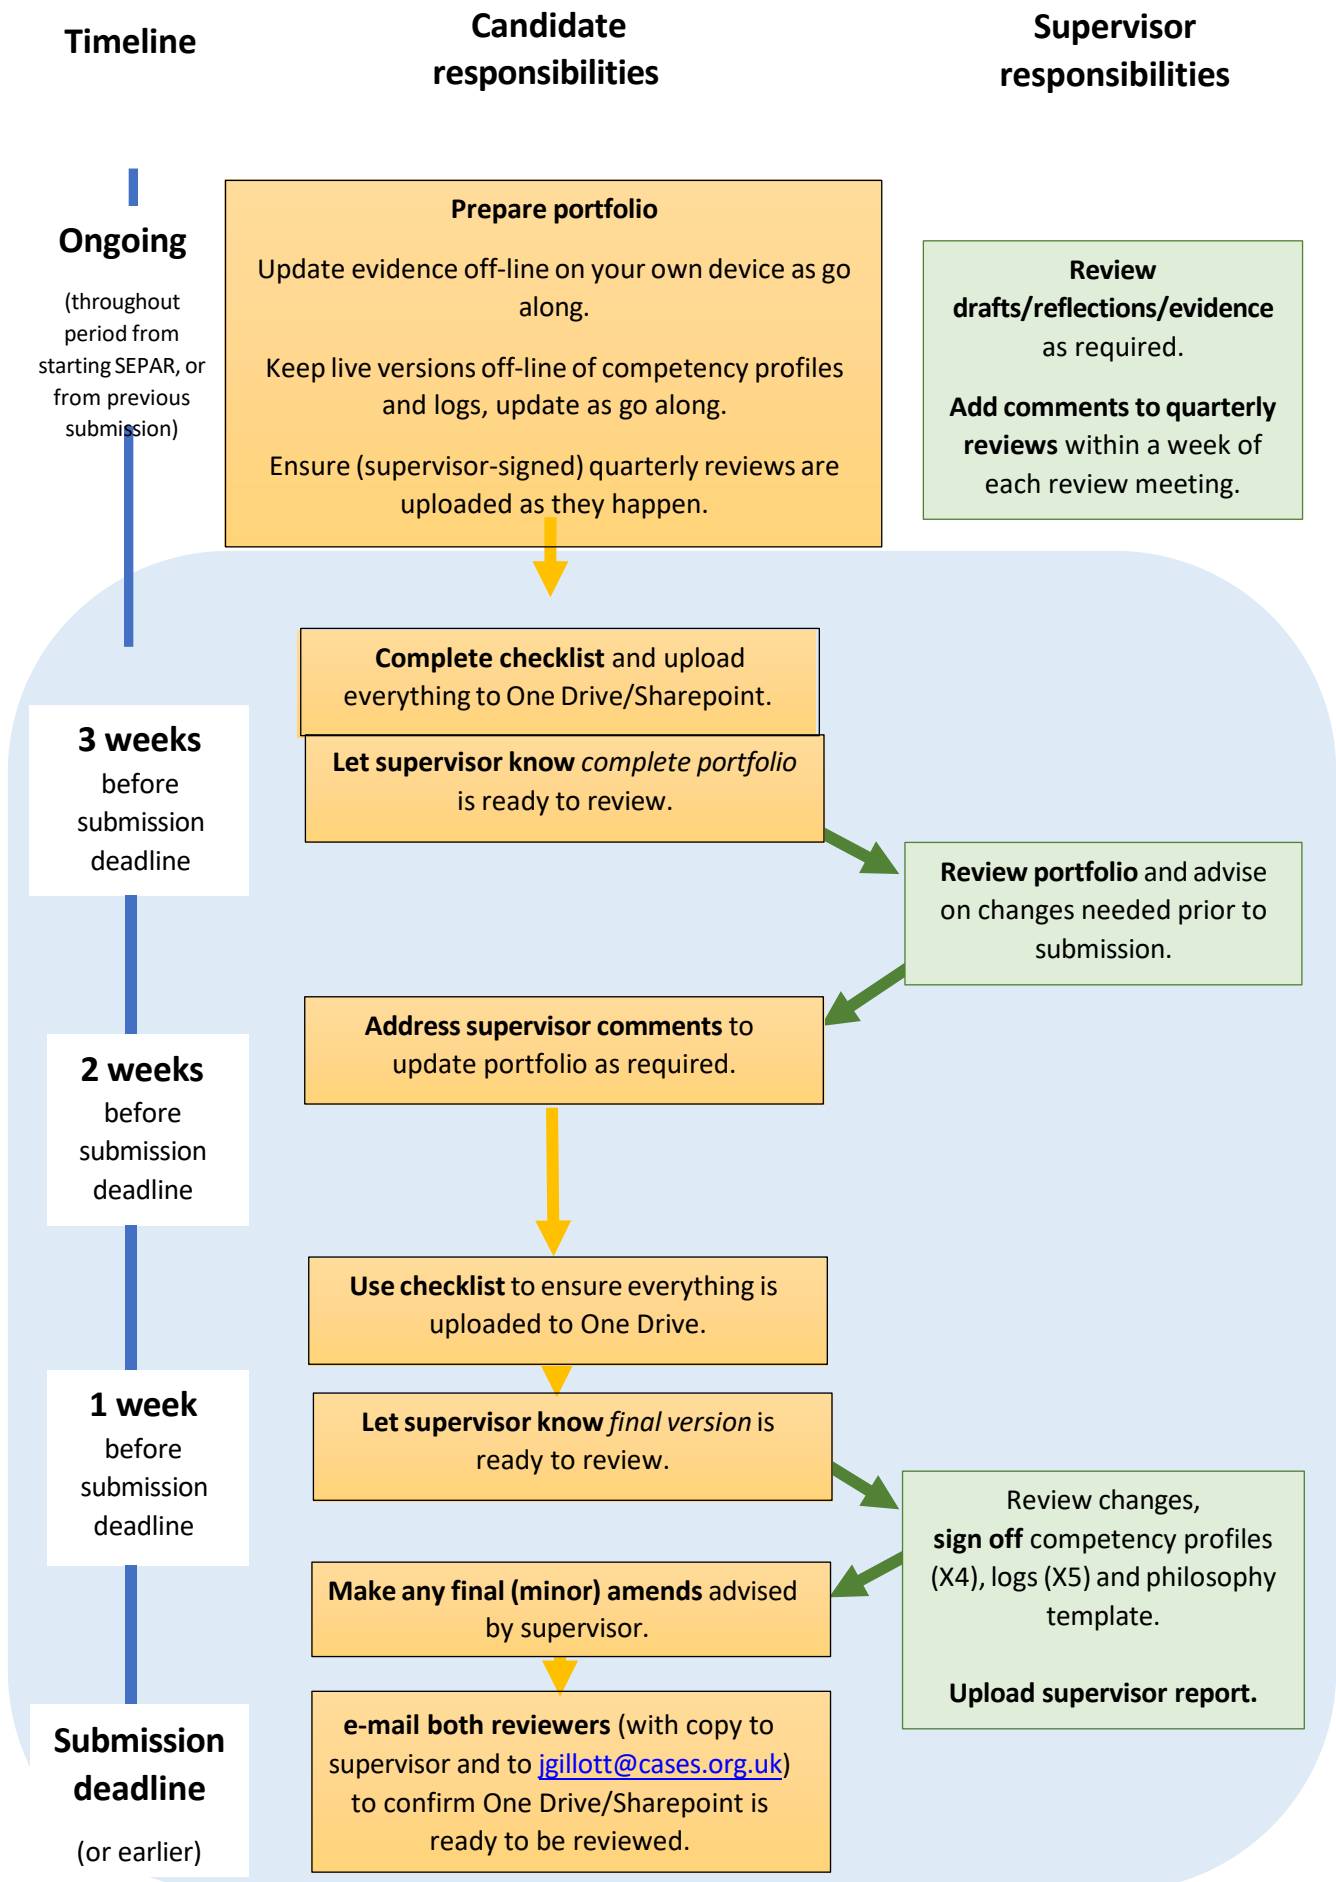 Timeline
Candidate
responsibilities
Supervisor
responsibilities
Ongoing
(throughout
period from
starting SEPAR, or
from previous
submission)
Prepare portfolio
Update evidence off-line on your own device as go
along.
Keep live versions off-line of competency profiles
and logs, update as go along.
Ensure (supervisor-signed) quarterly reviews are
uploaded as they happen.
Review
drafts/reflections/evidence
as required.
Add comments to quarterly
reviews within a week of
each review meeting.
3 weeks
before
submission
deadline
Complete checklist and upload
everything to One Drive/Sharepoint.
Let supervisor know complete portfolio
is ready to review.
Review portfolio and advise
on changes needed prior to
submission.
2 weeks
before
submission
deadline
Address supervisor comments to
update portfolio as required.
Use checklist to ensure everything is
uploaded to One Drive.
1 week
before
submission
deadline
Let supervisor know final version is
ready to review.
Review changes,
sign off competency profiles
(X4), logs (X5) and philosophy
template.
Upload supervisor report.
Make any final (minor) amends advised
by supervisor.
Submission
deadline
(or earlier)
e-mail both reviewers (with copy to
supervisor and to jgillott@cases.org.uk)
to confirm One Drive/Sharepoint is
ready to be reviewed.